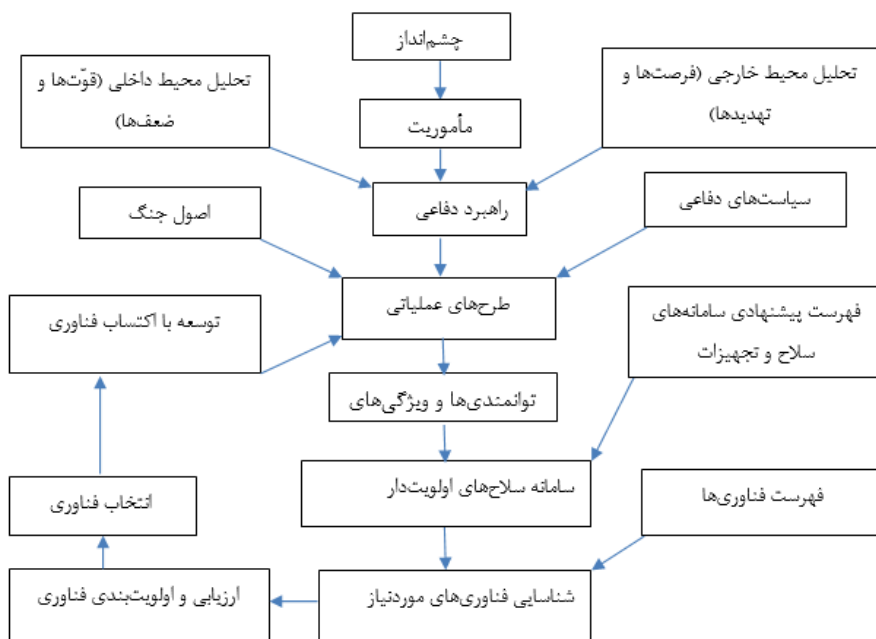 چشم‌انداز
تحلیل محیط داخلی (قوّت‌ها و
ضعف‌ها)
تحلیل محیط خارجی (فرصت‌ها و
تهدیدها)
مأموریت
راهبرد دفاعی
سیاست‌های دفاعی
اصول جنگ
طرح‌های عملیاتی
فهرست پیشنهادی سامانه‌های
سلاح و تجهیزات
توسعه با اکتساب فناوری
توانمندی‌ها و ویژگی‌های
سامانه سلاح‌های اولویت‌دار
فهرست فناوری‌ها
انتخاب فناوری
شناسایی فناوری‌های موردنیاز
ارزیابی و اولویت‌بندی فناوری